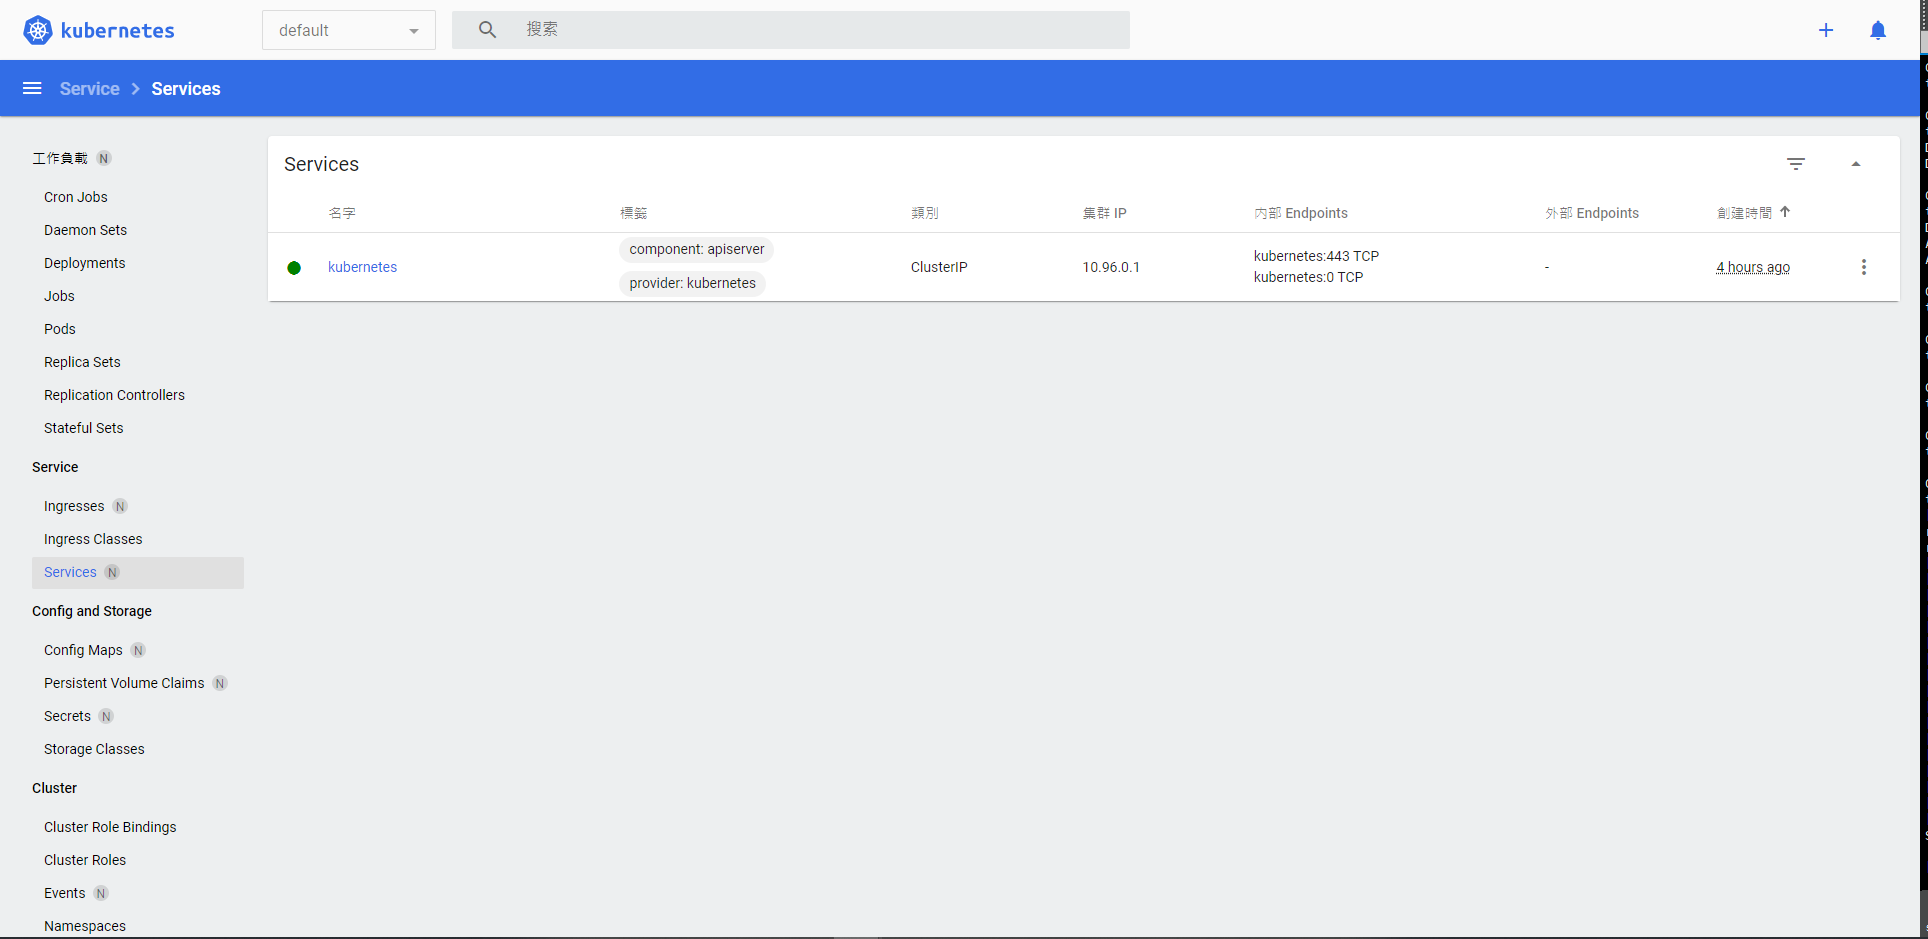 kubernetes
default
搜索
Service
Services
工作負載 N
Cron Jobs
Daemon Sets
Deployments
Jobs
Pods
Replica Sets
Replication Controllers
Stateful Sets
Service
Ingresses N
Ingress Classes
Services N
Config and Storage
Config Maps N
Persistent Volume Claims N
Secrets N
Storage Classes
Cluster
Cluster Role Bindings
Cluster Roles
Events N
Namespaces
Services
名字 標籤 類別 集群 IP 内部 Endpoints 外部 Endpoints 創建時間
kubernetes
component: apiserver
provider: kubernetes
ClusterIP
10.96.0.1
kubernetes:443 TCP
kubernetes:0 TCP
-
4 hours ago